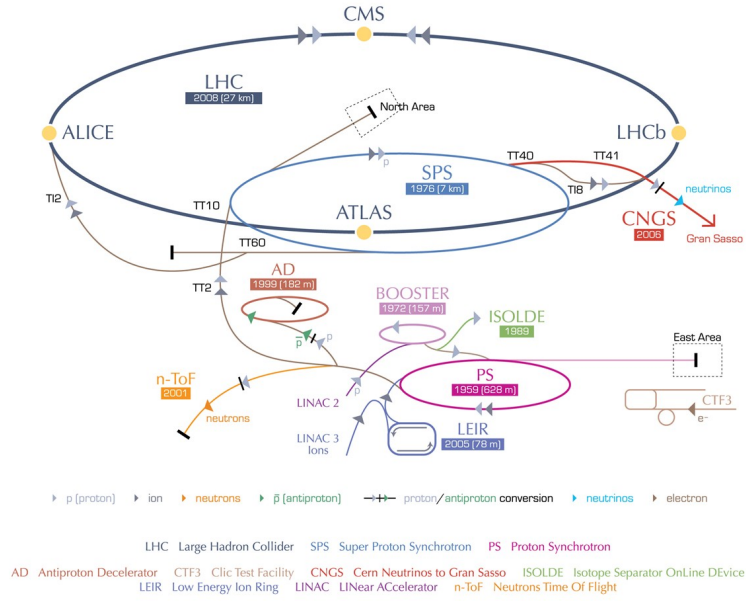 CMS
LHC
2008 (27 km)
North Area
ALICE
LHCb
TT40
TT41
SPS
1976 (7 km)
TI8
neutrinos
TI2
TT10
ATLAS
CNGS
2006
Gran Sasso
TT60
AD
1999 (182 m)
TT2
BOOSTER
1972 (157 m)
ISOLDE
1989
p
p̅
p
East Area
n-ToF
2001
PS
1959 (628 m)
LINAC 2
p
neutrons
CTF3
e-
LEIR
2005 (78 m)
LINAC 3
Ions
p (proton) ion neutrons p̅ (antiproton) proton/antiproton conversion neutrinos electron
LHC Large Hadron Collider SPS Super Proton Synchrotron PS Proton Synchrotron
AD Antiproton Decelerator CTF3 Clic Test Facility CNGS Cern Neutrinos to Gran Sasso ISOLDE Isotope Separator OnLine DEvice
LEIR Low Energy Ion Ring LINAC LINear ACcelerator n-ToF Neutrons Time Of Flight